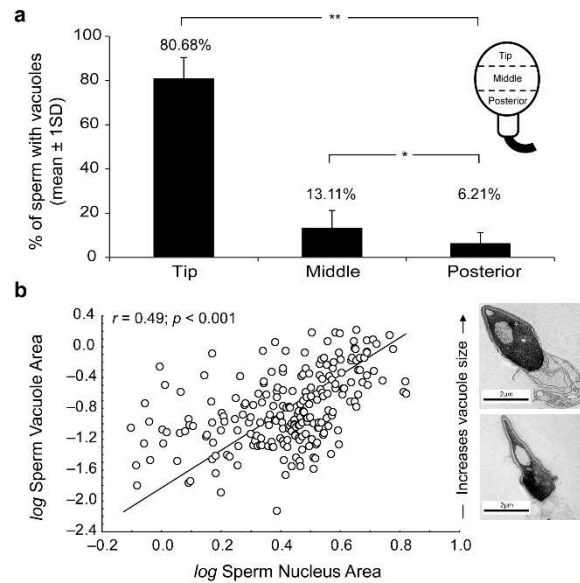 a
**
80.68%
% of sperm with vacuoles
(mean ± 1SD)
100
80
60
40
20
0
*
13.11%
6.21%
Tip
Middle
Posterior
Tip
Middle
Posterior
b
r = 0.49; p < 0.001
log Sperm Vacuole Area
0.4
0.0
−0.4
−0.8
−1.2
−1.6
−2.0
−2.4
−0.2
0.0
0.2
0.4
0.6
0.8
1.0
log Sperm Nucleus Area
Increases vacuole size
2µm
2µm